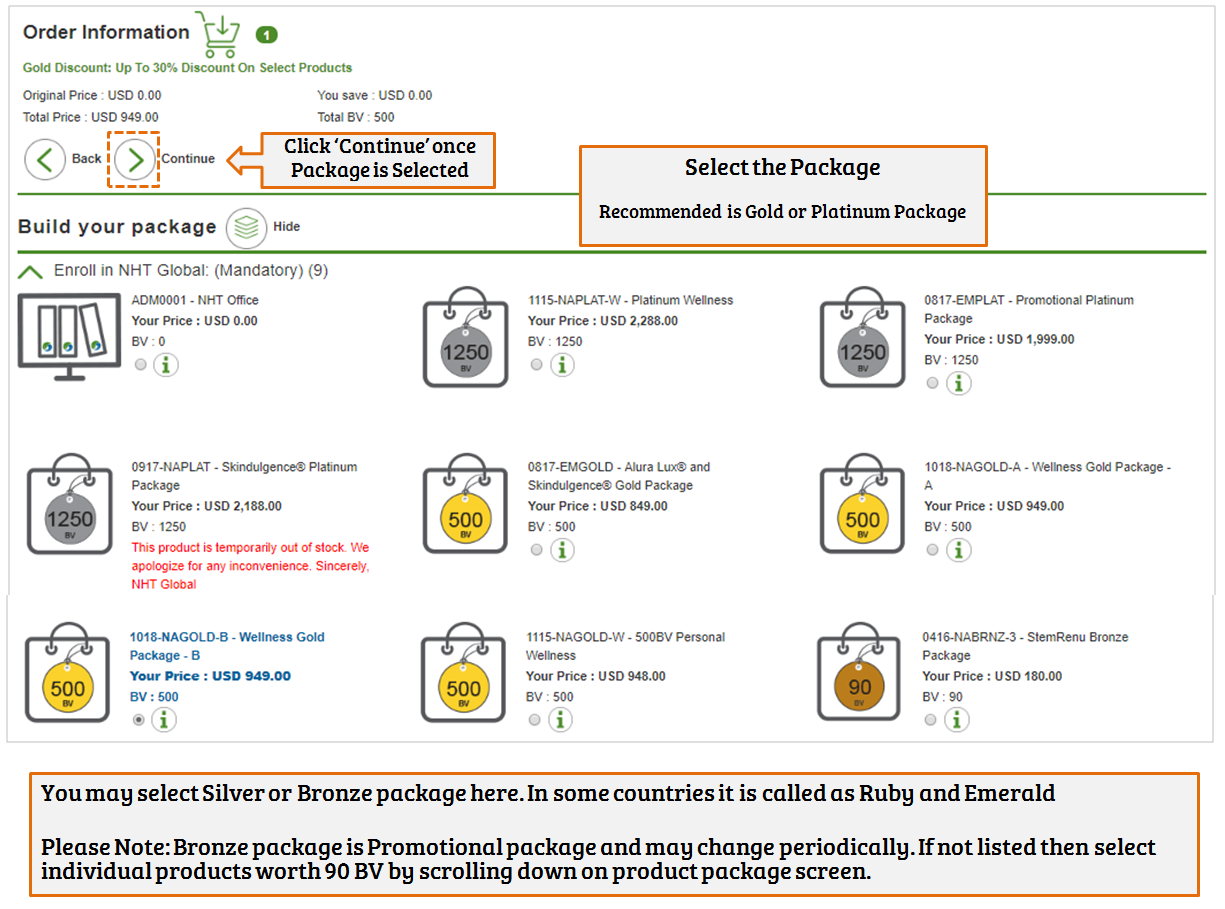 Order Information
1
Gold Discount: Up To 30% Discount On Select Products
Original Price : USD 0.00
You save : USD 0.00
Total Price : USD 949.00
Total BV : 500
Back
Continue
Click ‘Continue’ once
Package is Selected
Select the Package
Recommended is Gold or Platinum Package
Build your package
Hide
Enroll in NHT Global: (Mandatory) (9)
ADM0001 - NHT Office
Your Price : USD 0.00
BV : 0
i
1250
BV
1115-NAPLAT-W - Platinum Wellness
Your Price : USD 2,288.00
BV : 1250
i
1250
BV
0817-EMPLAT - Promotional Platinum
Package
Your Price : USD 1,999.00
BV : 1250
i
1250
BV
0917-NAPLAT - Skindulgence® Platinum
Package
Your Price : USD 2,188.00
BV : 1250
This product is temporarily out of stock. We
apologize for any inconvenience. Sincerely,
NHT Global
500
BV
0817-EMGOLD - Alura Lux® and
Skindulgence® Gold Package
Your Price : USD 849.00
BV : 500
i
500
BV
1018-NAGOLD-A - Wellness Gold Package -
A
Your Price : USD 949.00
BV : 500
i
500
BV
1018-NAGOLD-B - Wellness Gold
Package - B
Your Price : USD 949.00
BV : 500
i
500
BV
1115-NAGOLD-W - 500BV Personal
Wellness
Your Price : USD 948.00
BV : 500
i
90
BV
0416-NABRNZ-3 - StemRenu Bronze
Package
Your Price : USD 180.00
BV : 90
i
You may select Silver or Bronze package here. In some countries it is called as Ruby and Emerald
Please Note: Bronze package is Promotional package and may change periodically. If not listed then select
individual products worth 90 BV by scrolling down on product package screen.